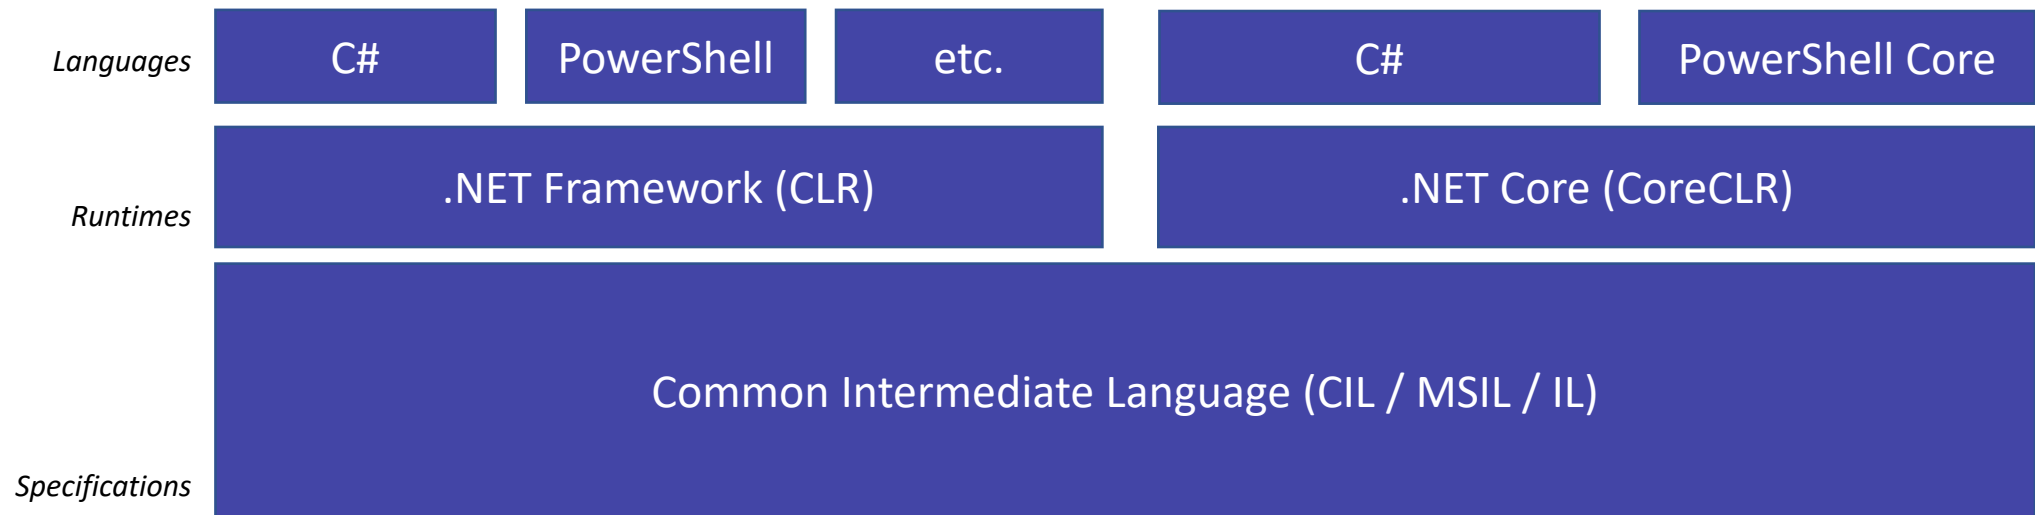 Languages
C#
PowerShell
etc.
C#
PowerShell Core
Runtimes
.NET Framework (CLR)
.NET Core (CoreCLR)
Common Intermediate Language (CIL / MSIL / IL)
Specifications